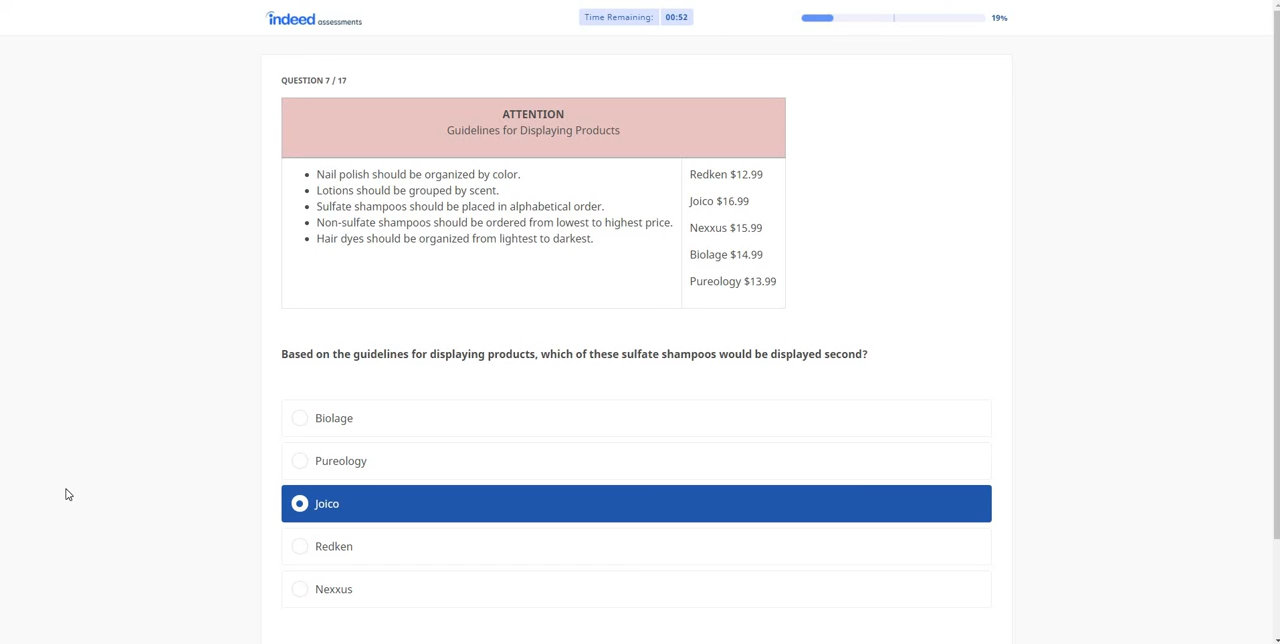 indeed assessments
Time Remaining: 00:52
19%
QUESTION 7 / 17
ATTENTION
Guidelines for Displaying Products
Nail polish should be organized by color.
Lotions should be grouped by scent.
Sulfate shampoos should be placed in alphabetical order.
Non-sulfate shampoos should be ordered from lowest to highest price.
Hair dyes should be organized from lightest to darkest.
Redken $12.99
Joico $16.99
Nexxus $15.99
Biolage $14.99
Pureology $13.99
Based on the guidelines for displaying products, which of these sulfate shampoos would be displayed second?
Biolage
Pureology
Joico
Redken
Nexxus